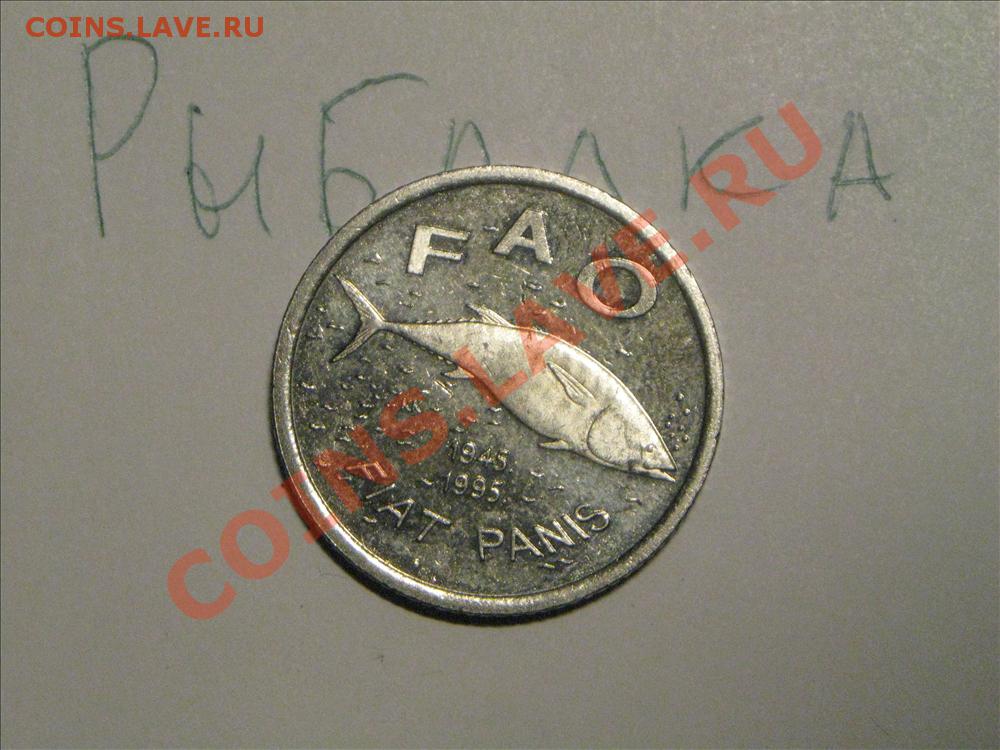 COINS.LAVE.RU
РЫБАЛКА
FAO
1945
1995
FIAT PANIS
COINS.LAVE.RU